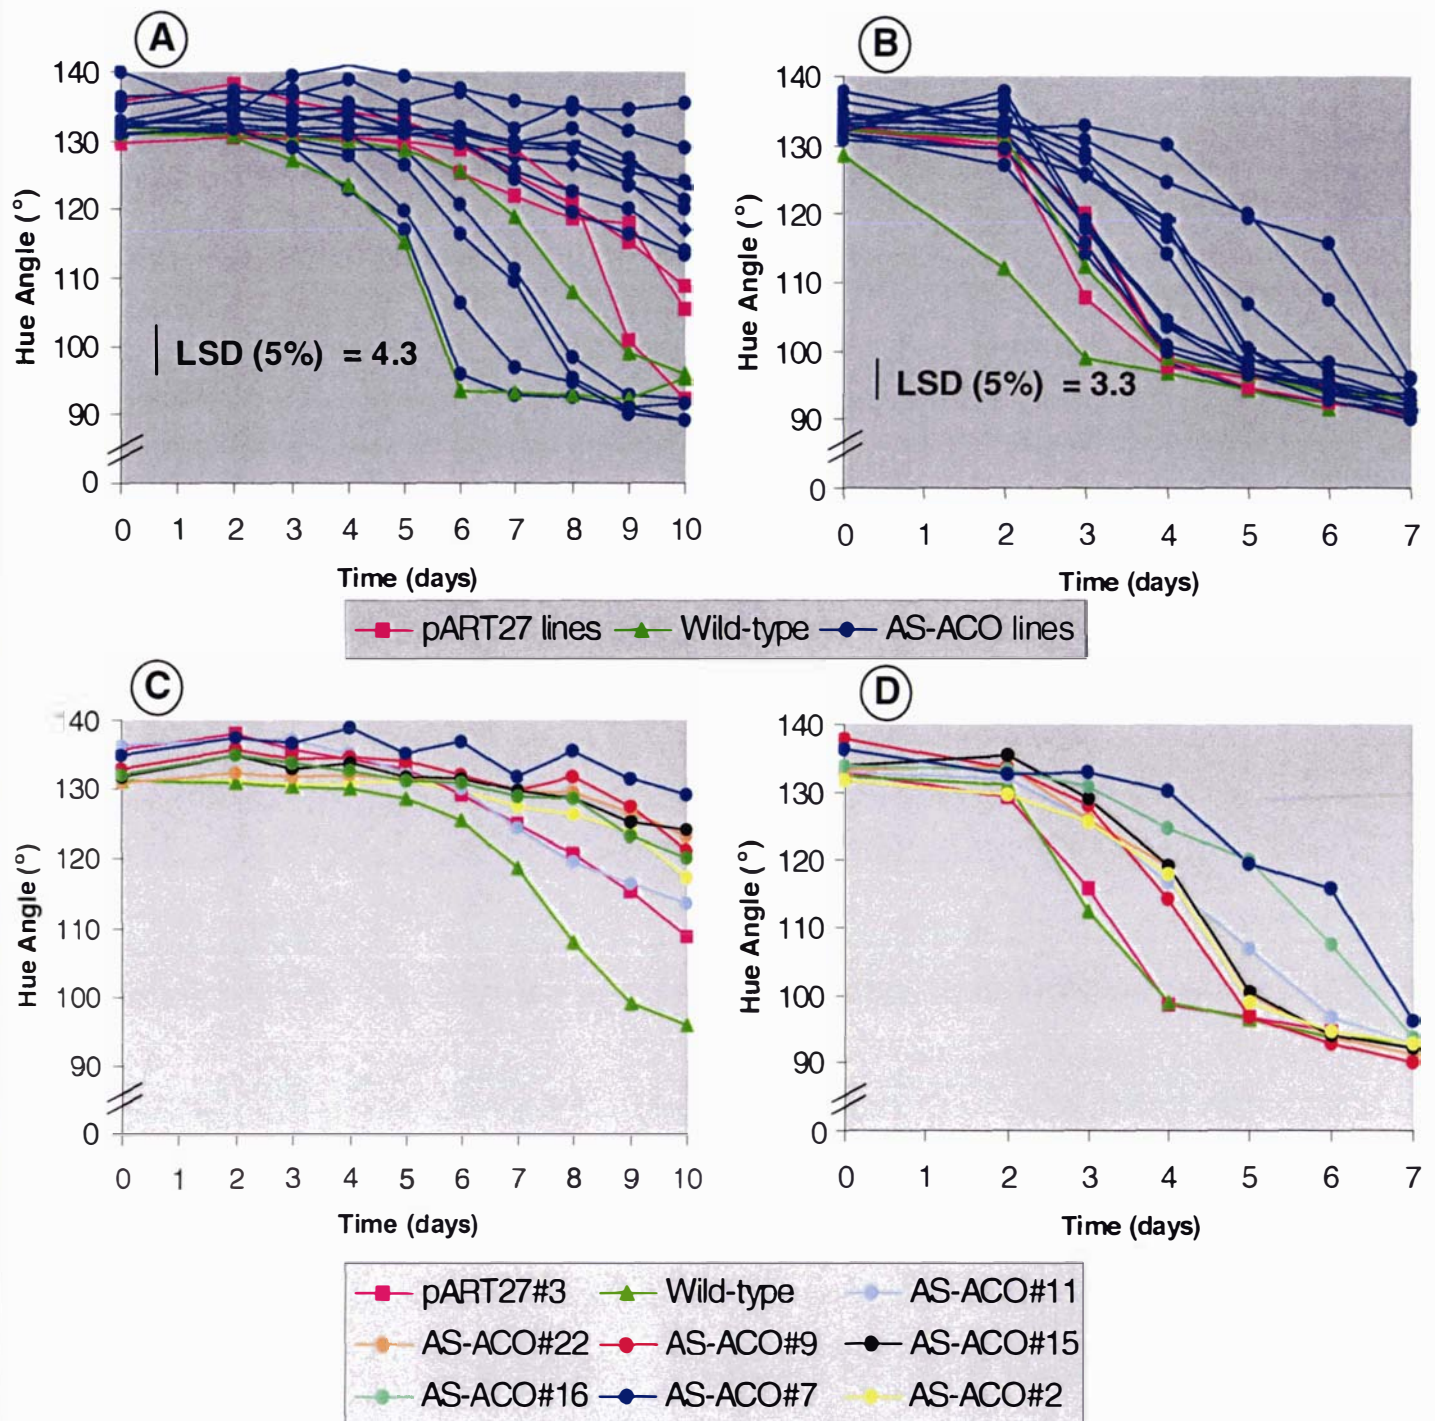 A
B
140
130
120
110
100
90
0
Hue Angle (°)
LSD (5%) = 4.3
0 1 2 3 4 5 6 7 8 9 10
Time (days)
140
130
120
110
100
90
0
Hue Angle (°)
LSD (5%) = 3.3
0 1 2 3 4 5 6 7
Time (days)
pART27 lines Wild-type AS-ACO lines
C
D
140
130
120
110
100
90
0
Hue Angle (°)
0 1 2 3 4 5 6 7 8 9 10
Time (days)
140
130
120
110
100
90
0
Hue Angle (°)
0 1 2 3 4 5 6 7
Time (days)
pART27#3 Wild-type AS-ACO#11
AS-ACO#22 AS-ACO#9 AS-ACO#15
AS-ACO#16 AS-ACO#7 AS-ACO#2